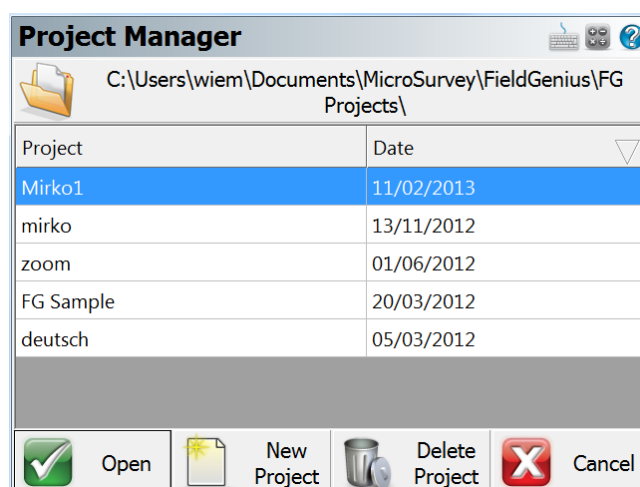 Project Manager
C:\Users\wiem\Documents\MicroSurvey\FieldGenius\FG
Projects\
Project Date
Mirko1 11/02/2013
mirko 13/11/2012
zoom 01/06/2012
FG Sample 20/03/2012
deutsch 05/03/2012
Open New Project Delete Project Cancel